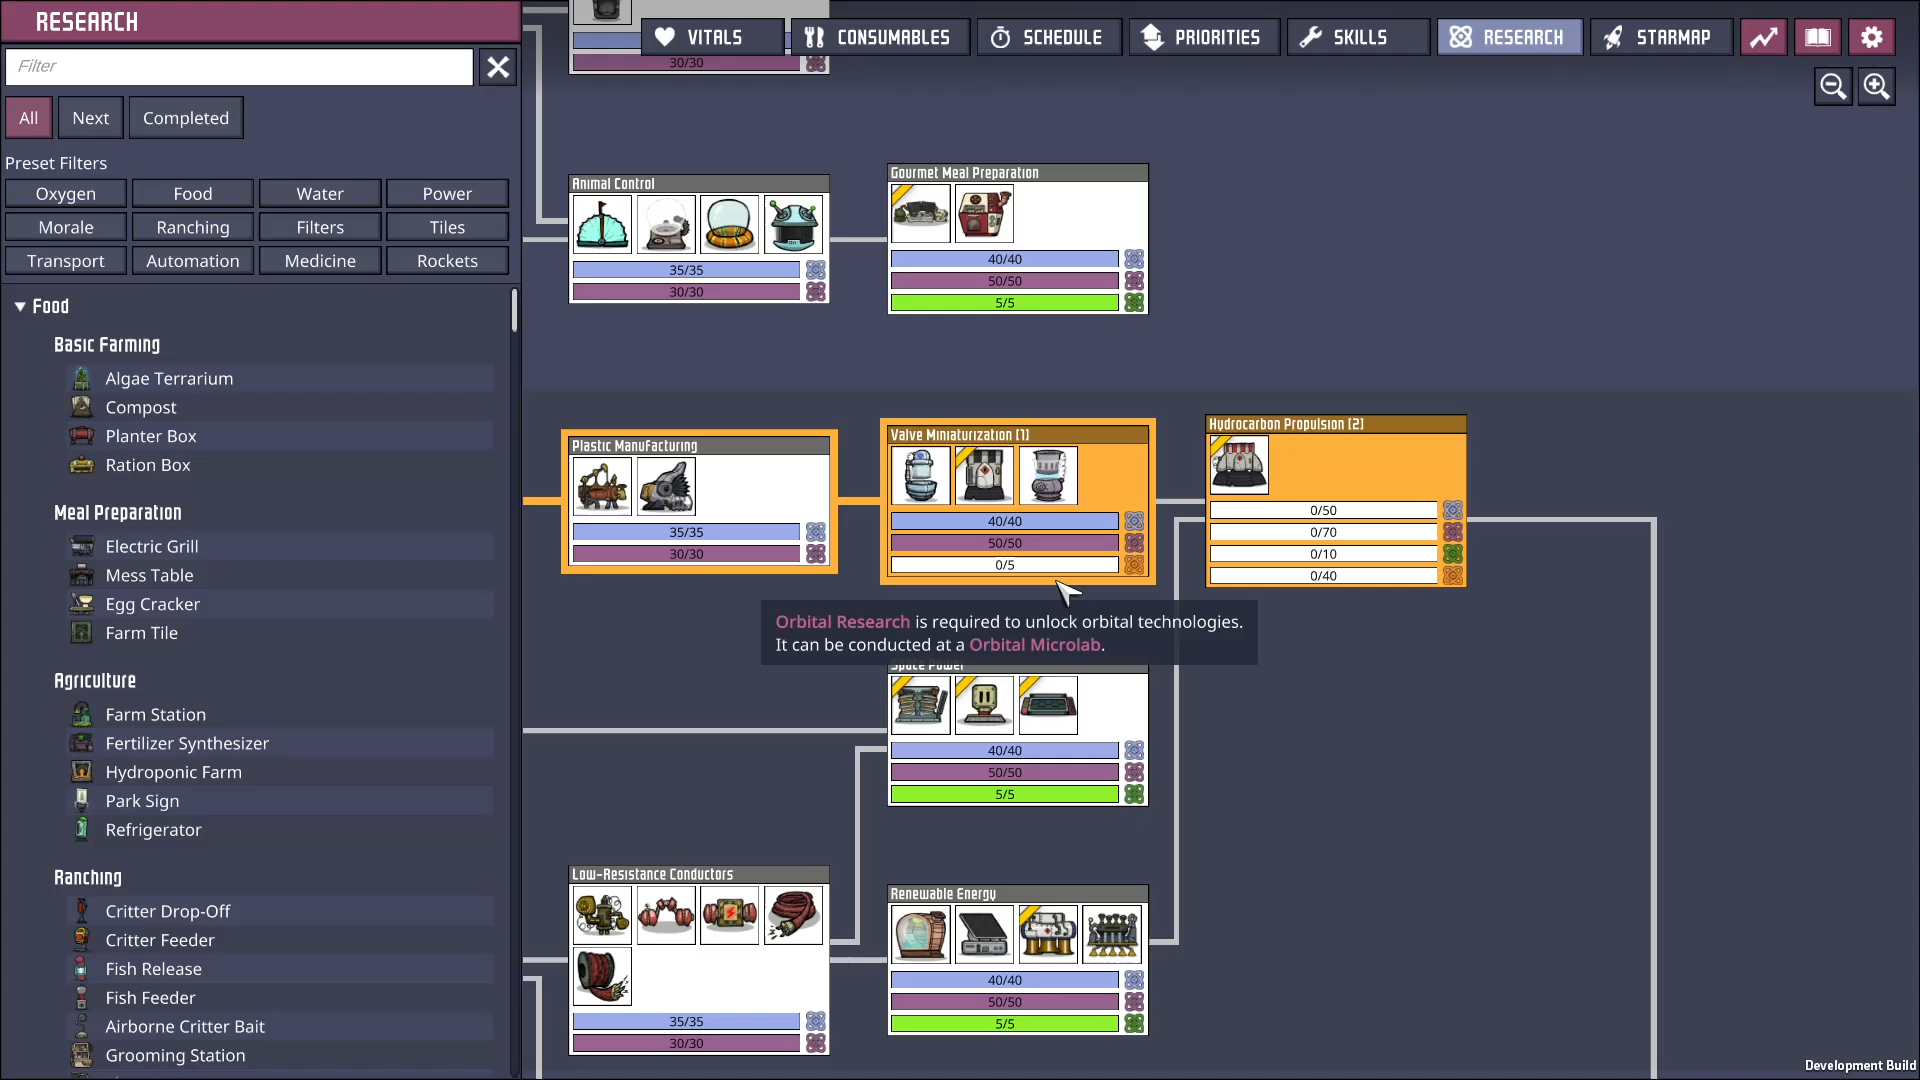 RESEARCH
VITALS
CONSUMABLES
SCHEDULE
PRIORITIES
SKILLS
RESEARCH
STARMAP
30/30
Filter
All
Next
Completed
Preset Filters
Oxygen
Food
Water
Power
Morale
Ranching
Filters
Tiles
Transport
Automation
Medicine
Rockets
Food
Basic Farming
Algae Terrarium
Compost
Planter Box
Ration Box
Meal Preparation
Electric Grill
Mess Table
Egg Cracker
Farm Tile
Agriculture
Farm Station
Fertilizer Synthesizer
Hydroponic Farm
Park Sign
Refrigerator
Ranching
Critter Drop-Off
Critter Feeder
Fish Release
Fish Feeder
Airborne Critter Bait
Grooming Station
Animal Control
35/35
30/30
Gourmet Meal Preparation
40/40
50/50
5/5
Plastic Manufacturing
35/35
30/30
Valve Miniaturization [1]
40/40
50/50
0/5
Hydrocarbon Propulsion [2]
0/50
0/70
0/10
0/40
Orbital Research is required to unlock orbital technologies.
It can be conducted at a Orbital Microlab.
Space Power
40/40
50/50
5/5
Low-Resistance Conductors
35/35
30/30
Renewable Energy
40/40
50/50
5/5
Development Build